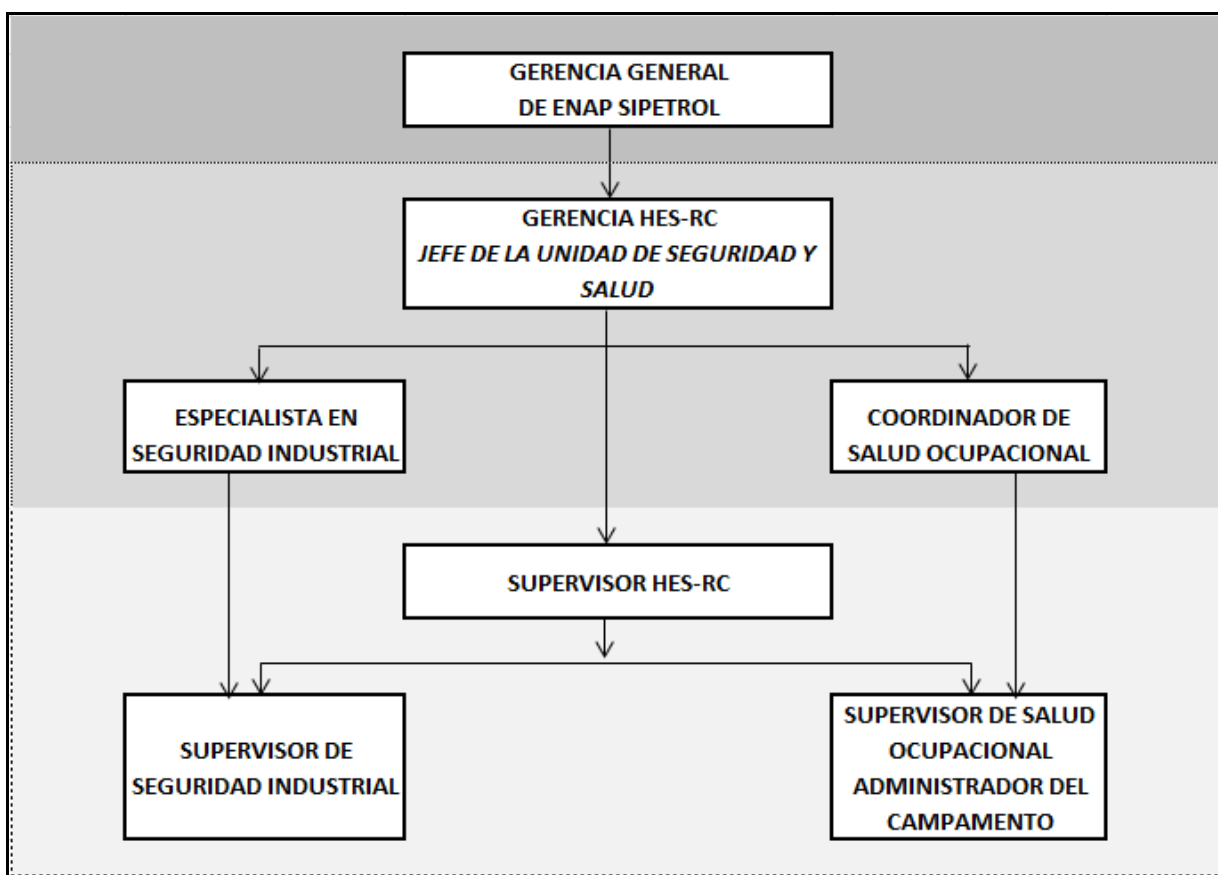 GERENCIA GENERAL
DE ENAP SIPETROL
GERENCIA HES-RC
JEFE DE LA UNIDAD DE SEGURIDAD Y
SALUD
ESPECIALISTA EN
SEGURIDAD INDUSTRIAL
COORDINADOR DE
SALUD OCUPACIONAL
SUPERVISOR HES-RC
SUPERVISOR DE
SEGURIDAD INDUSTRIAL
SUPERVISOR DE SALUD
OCUPACIONAL
ADMINISTRADOR DEL
CAMPAMENTO